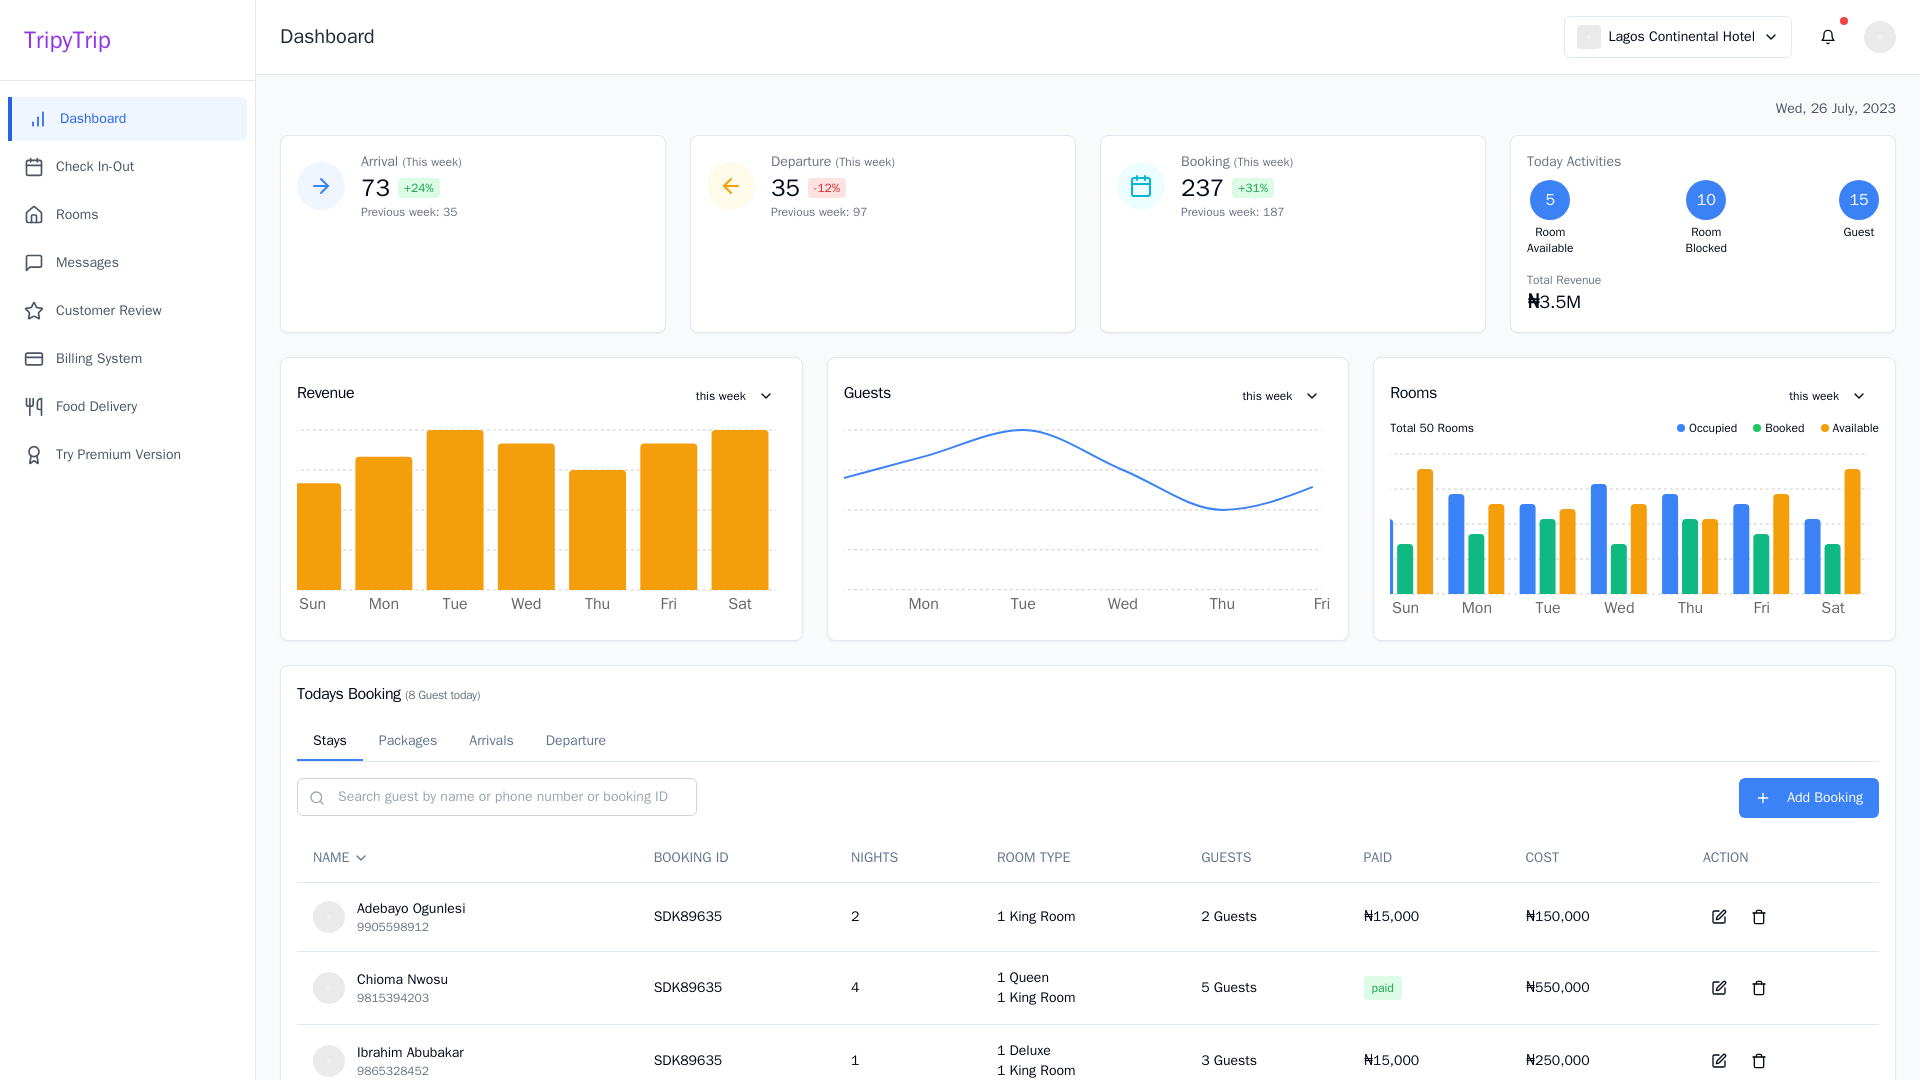 TripyTrip
Dashboard
Lagos Continental Hotel
Dashboard
Check In-Out
Rooms
Messages
Customer Review
Billing System
Food Delivery
Try Premium Version
Wed, 26 July, 2023
Arrival (This week)
73 +24%
Previous week: 35
Departure (This week)
35 -12%
Previous week: 97
Booking (This week)
237 +31%
Previous week: 187
Today Activities
5 10 15
Room Available
Room Blocked
Guest
Total Revenue
₦3.5M
Revenue this week
Sun Mon Tue Wed Thu Fri Sat
Guests this week
Mon Tue Wed Thu Fri
Rooms this week
Total 50 Rooms Occupied Booked Available
Sun Mon Tue Wed Thu Fri Sat
Todays Booking (8 Guest today)
Stays Packages Arrivals Departure
Search guest by name or phone number or booking ID
Add Booking
NAME BOOKING ID NIGHTS ROOM TYPE GUESTS PAID COST ACTION
Adebayo Ogunlesi
9905598912
SDK89635 2 1 King Room 2 Guests ₦15,000 ₦150,000
Chioma Nwosu
9815394203
SDK89635 4 1 Queen
1 King Room
5 Guests paid ₦550,000
Ibrahim Abubakar
9865328452
SDK89635 1 1 Deluxe
1 King Room
3 Guests ₦15,000 ₦250,000